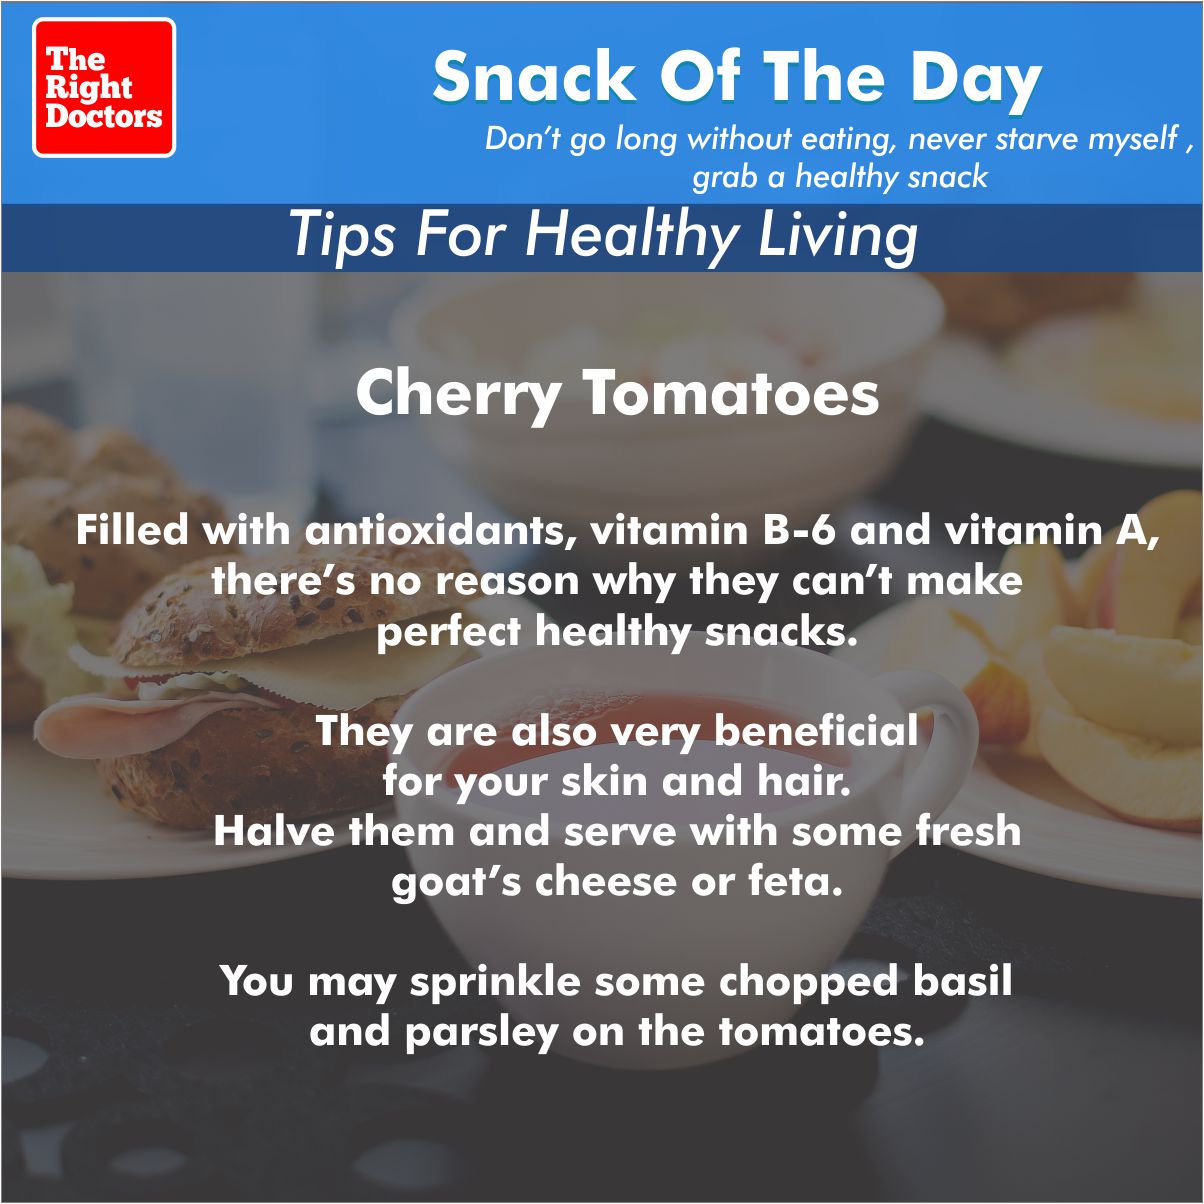 The
Right
Doctors
Snack Of The Day
Don't go long without eating, never starve myself ,
grab a healthy snack
Tips For Healthy Living
Cherry Tomatoes
Filled with antioxidants, vitamin B-6 and vitamin A,
there's no reason why they can't make
perfect healthy snacks.
They are also very beneficial
for your skin and hair.
Halve them and serve with some fresh
goat's cheese or feta.
You may sprinkle some chopped basil
and parsley on the tomatoes.